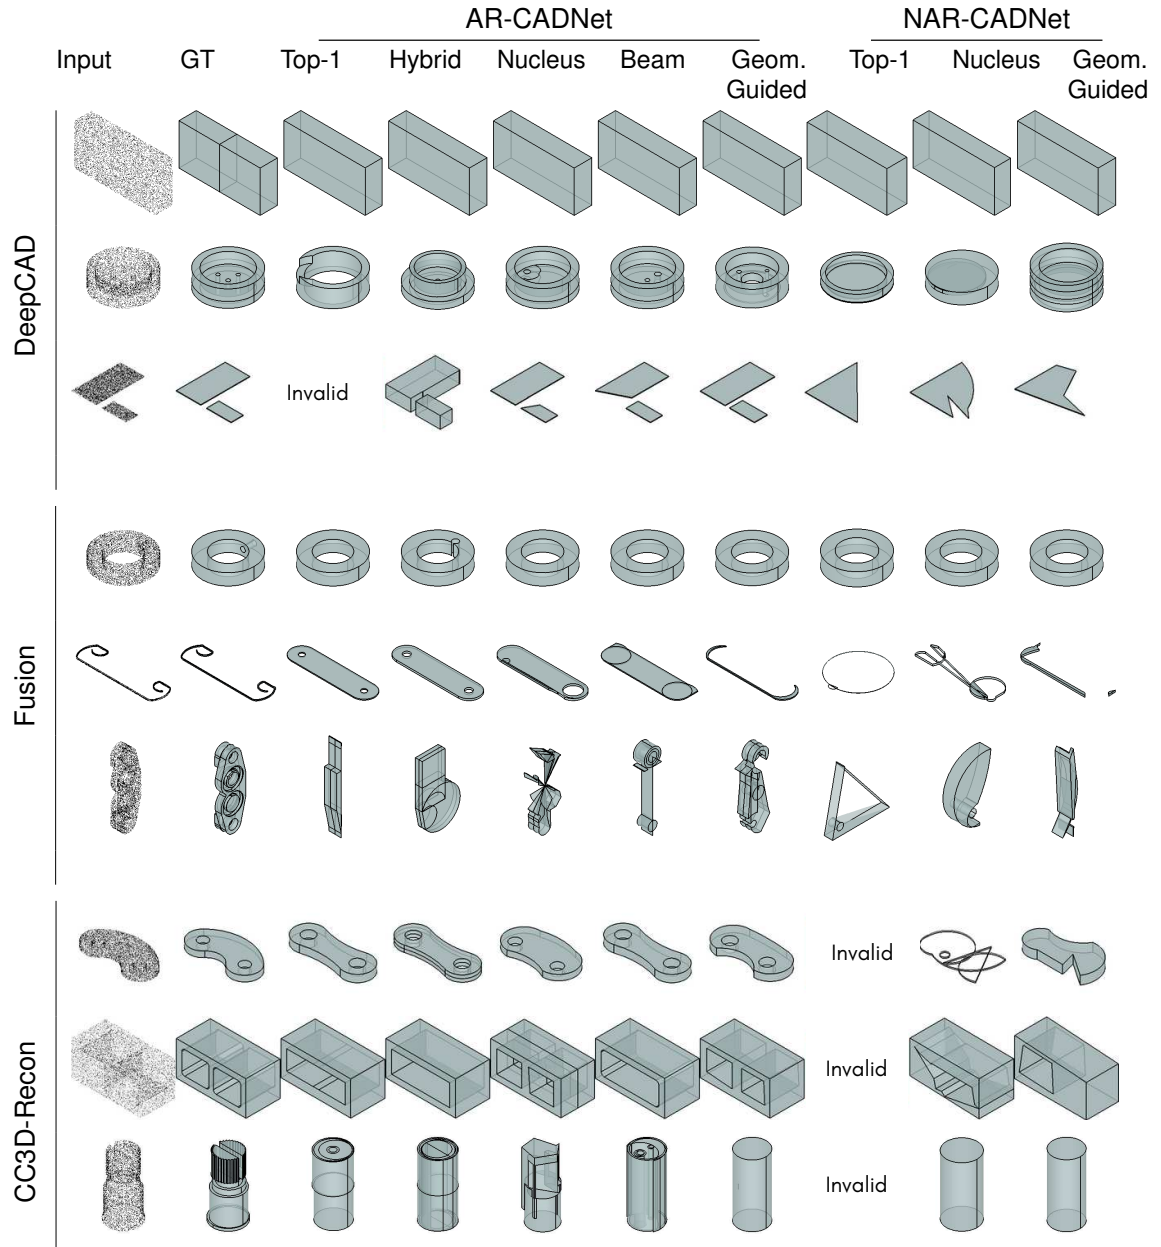 AR-CADNet NAR-CADNet
Input GT Top-1 Hybrid Nucleus Beam Geom. Guided Top-1 Nucleus Geom. Guided
DeepCAD
Invalid
Fusion
CC3D-Recon
Invalid
Invalid
Invalid